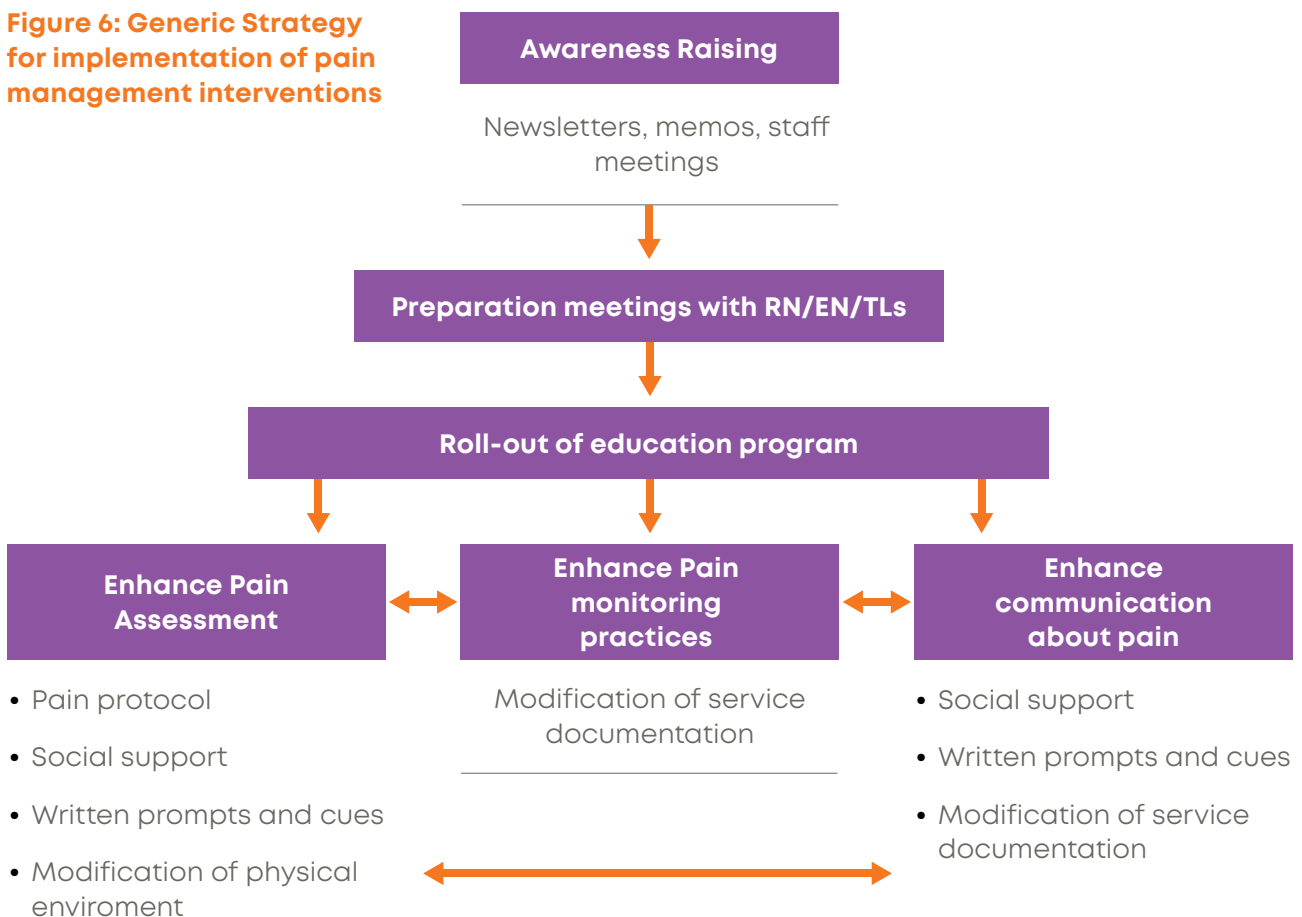 Figure 6: Generic Strategy
for implementation of pain
management interventions
Awareness Raising
Newsletters, memos, staff
meetings
Preparation meetings with RN/EN/TLs
Roll-out of education program
Enhance Pain
Assessment
• Pain protocol
• Social support
• Written prompts and cues
• Modification of physical
enviroment
Enhance Pain
monitoring
practices
Modification of service
documentation
Enhance
communication
about pain
• Social support
• Written prompts and cues
• Modification of service
documentation